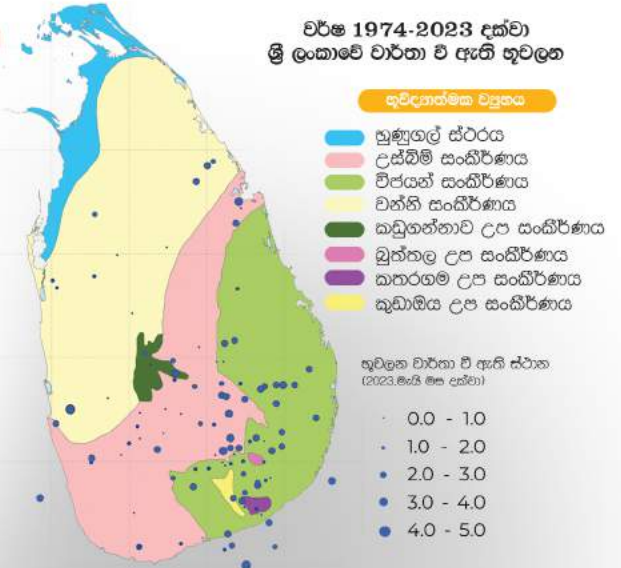 වර්ෂ 1974-2023 දක්වා
ශ්‍රී ලංකාවේ වාර්තා වී ඇති භූචලන
භූවිද්‍යාත්මක ව්‍යුහය
හුණුගල් ස්ථරය
උස්බිම් සංකීර්ණය
විජයන් සංකීර්ණය
වන්නි සංකීර්ණය
කඩුගන්නාව උප සංකීර්ණය
බුත්තල උප සංකීර්ණය
කතරගම උප සංකීර්ණය
කුඩාඔය උප සංකීර්ණය
භූචලන වාර්තා වී ඇති ස්ථාන
(2023.මැයි මස දක්වා)
0.0 - 1.0
1.0 - 2.0
2.0 - 3.0
3.0 - 4.0
4.0 - 5.0